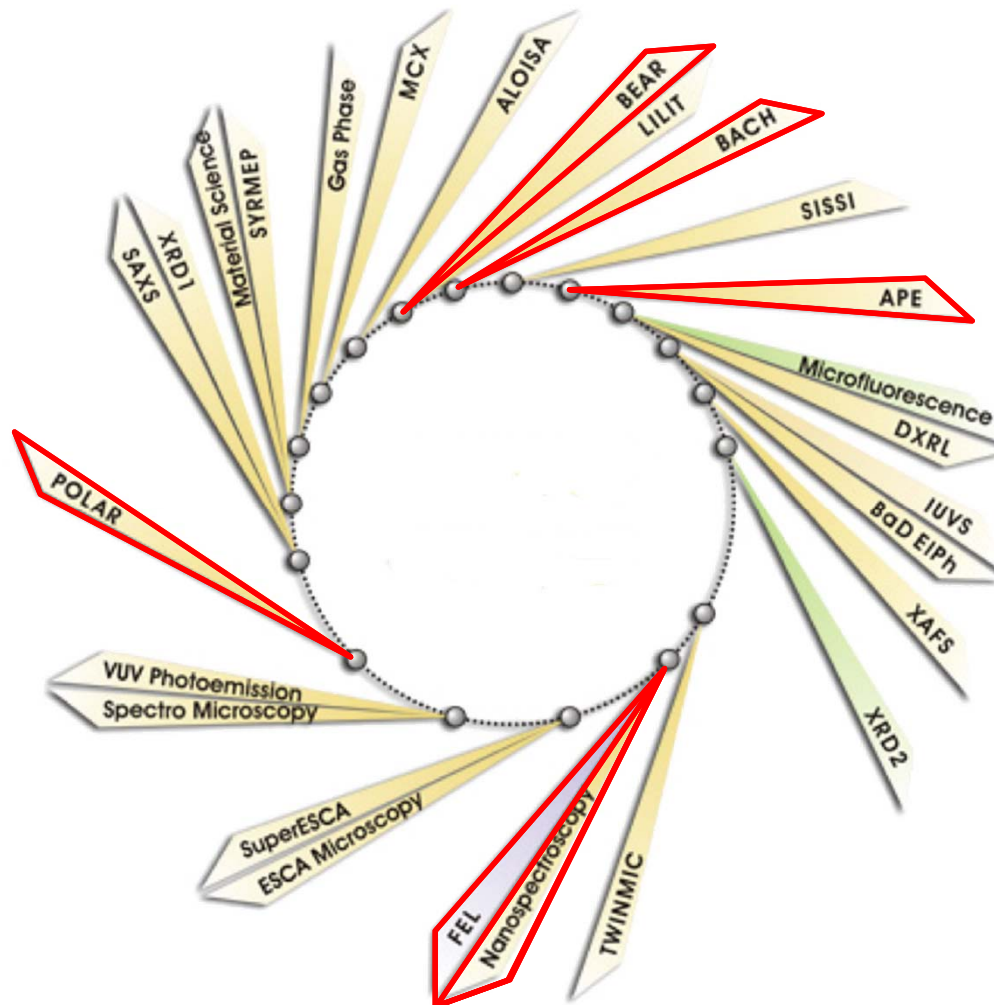 MCX
ALOISA
BEAR
LILIT
BACH
SISSI
APE
Microfluorescence
DXRL
IUVS
BaD ElPh
XAFS
XRD2
TWINMIC
Nanospectroscopy
FEL
ESCA Microscopy
SuperESCA
Spectro Microscopy
VUV Photoemission
POLAR
SAXS
XRD1
Material Science
SYRMEP
Gas Phase